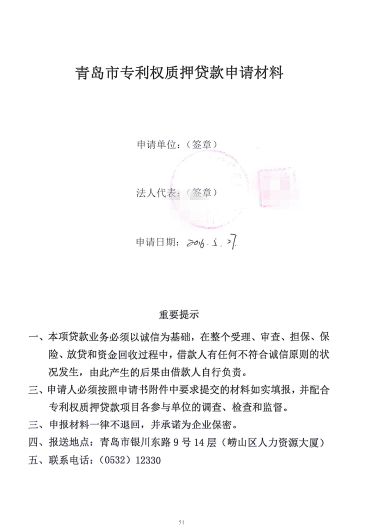 青岛市专利权质押贷款申请材料
申请单位：（签章）
法人代表：（签章）
申请日期：2016.5.27.
重要提示
一、本项贷款业务必须以诚信为基础，在整个受理、审查、担保、保
险、放贷和资金回收过程中，借款人有任何不符合诚信原则的状
况发生，由此产生的后果由借款人自行负责。
三、申请人必须按照申请书附件中要求提交的材料如实填报，并配合
专利权质押贷款项目各参与单位的调查、检查和监督。
三、申报材料一律不退回，并承诺为企业保密。
四、报送地点：青岛市银川东路 9 号 14 层（崂山区人力资源大厦）
五、联系电话：（0532）12330